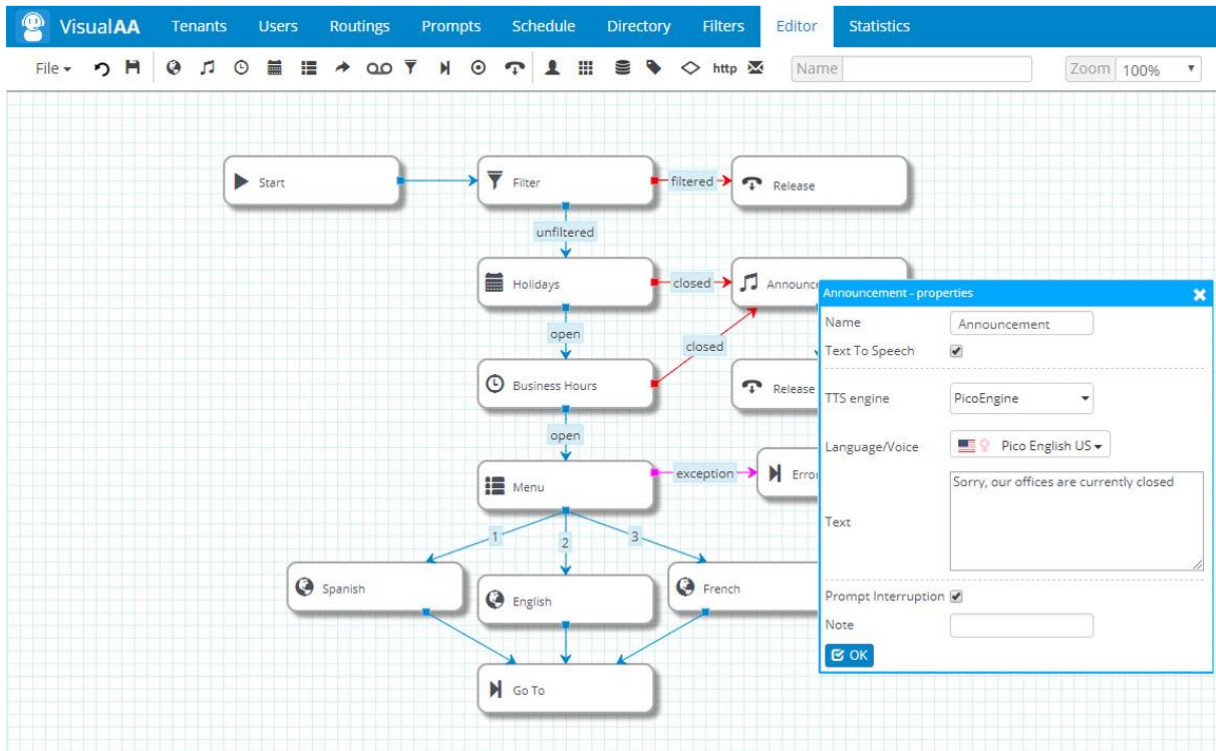 VisualAA Tenants Users Routings Prompts Schedule Directory Filters Editor Statistics
File http Name Zoom 100%
Start
Filter
filtered
Release
unfiltered
Holidays
closed
Announce
open
closed
Business Hours
Release
open
Menu
exception
Erro
1
2
3
Spanish
English
French
Go To
Announcement - properties
Name Announcement
Text To Speech
TTS engine PicoEngine
Language/Voice Pico English US
Text Sorry, our offices are currently closed
Prompt Interruption
Note
OK